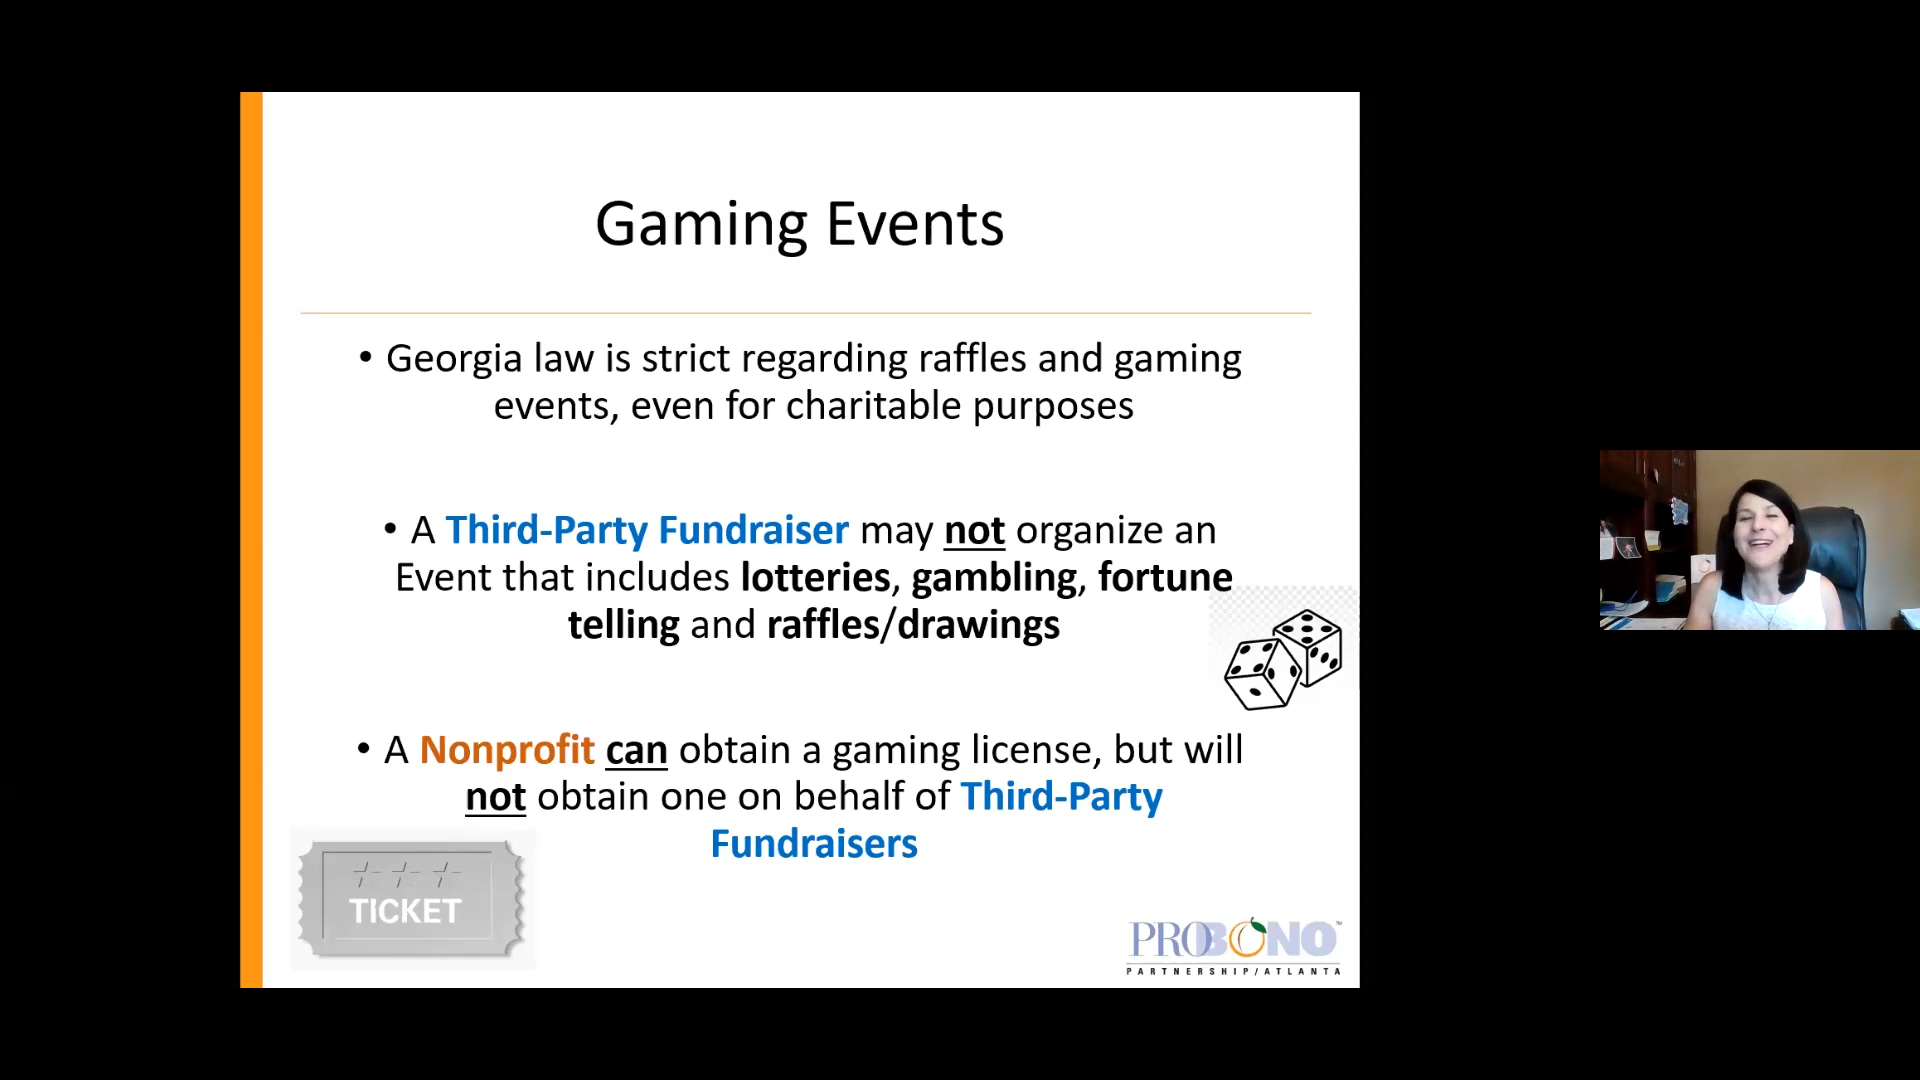 Gaming Events
• Georgia law is strict regarding raffles and gaming
events, even for charitable purposes
• A Third-Party Fundraiser may not organize an
Event that includes lotteries, gambling, fortune
telling and raffles/drawings
• A Nonprofit can obtain a gaming license, but will
not obtain one on behalf of Third-Party
Fundraisers
TICKET
PROBONO™
PARTNERSHIP/ATLANTA